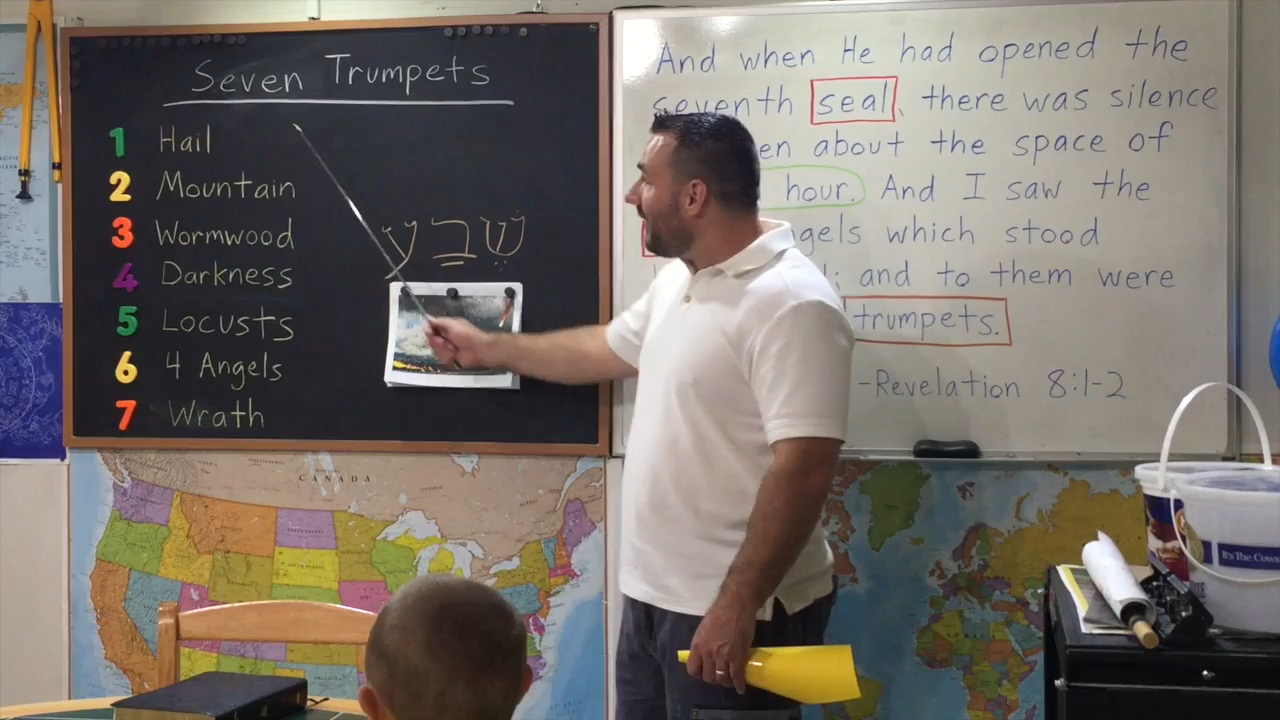 Seven Trumpets
1 Hail
2 Mountain
3 Wormwood
4 Darkness
5 Locusts
6 4 Angels
7 Wrath
שבע
And when He had opened the
seventh seal, there was silence
about the space of
hour. And I saw the
which stood
; and to them were
trumpets.
-Revelation 8:1-2
CANADA
It's The Cows